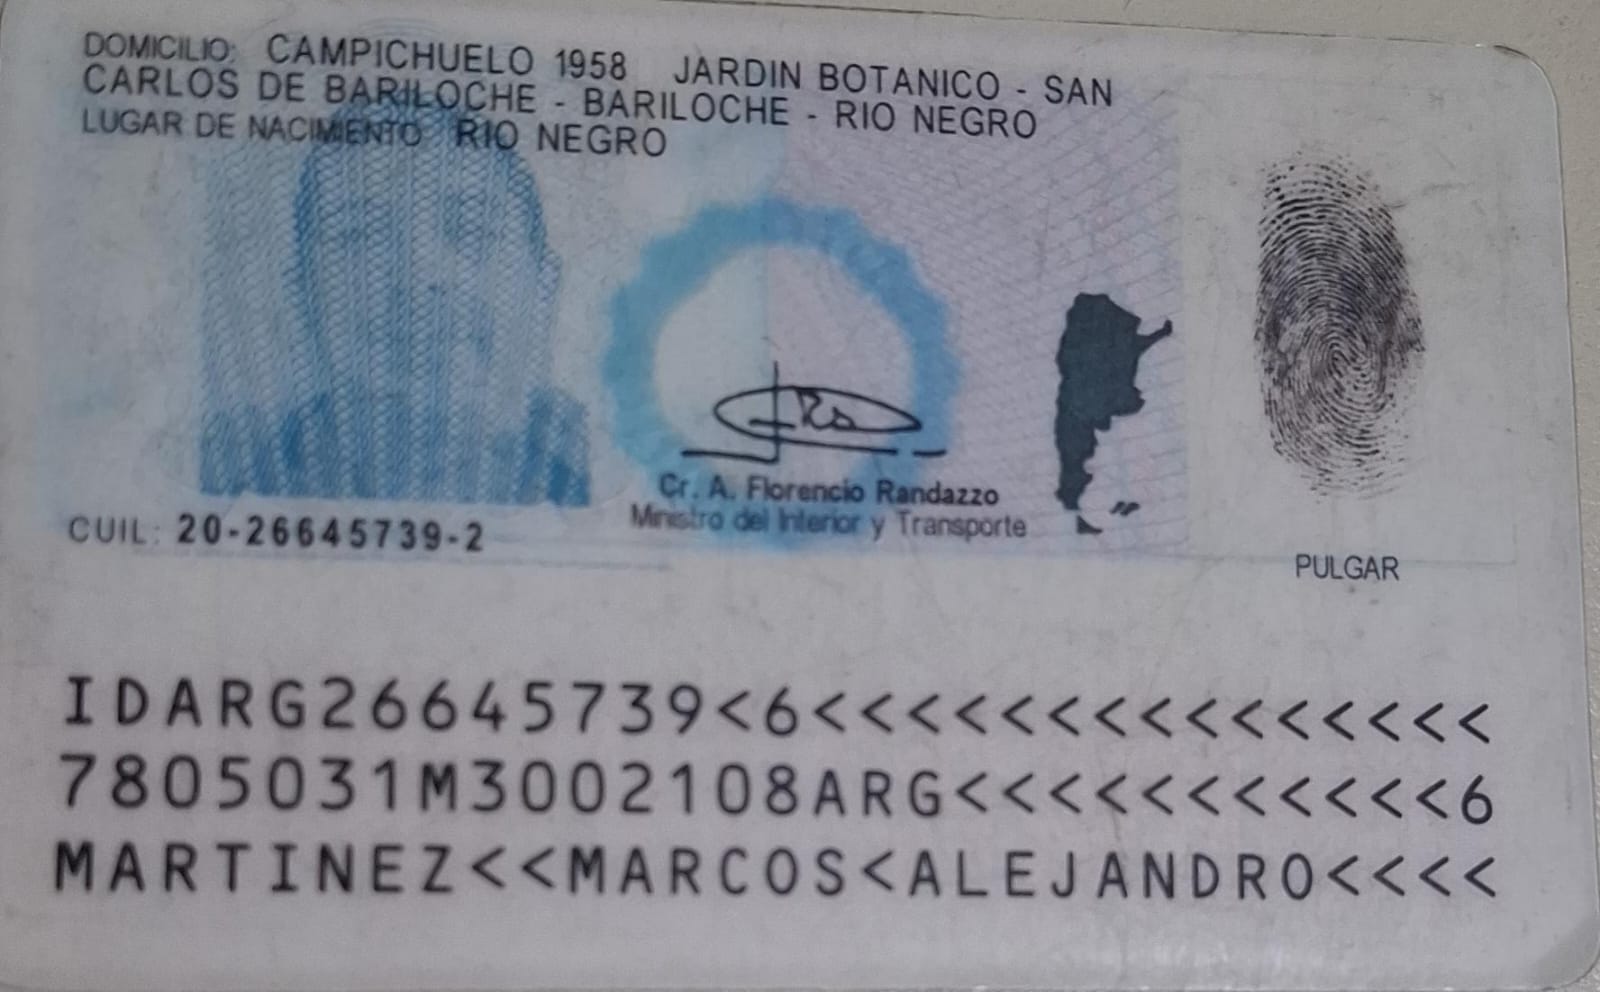 DOMICILIO: CAMPICHUELO 1958 JARDIN BOTANICO - SAN
CARLOS DE BARILOCHE - BARILOCHE - RIO NEGRO
LUGAR DE NACIMIENTO: RIO NEGRO
Cr. A. Florencio Randazzo
Ministro del Interior y Transporte
CUIL: 20-26645739-2
PULGAR
IDARG26645739<6<<<<<<<<<<<<<<<
7805031M3002108ARG<<<<<<<<<<<6
MARTINEZ<<MARCOS<ALEJANDRO<<<<